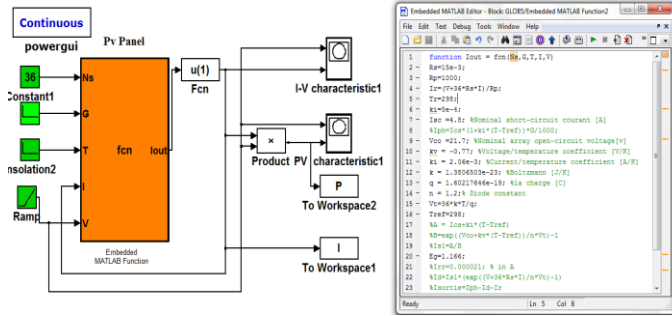 Continuous
powergui
Pv Panel
36
Constant1
Ns
G
T
I
V
fcn
Iout
Insolation2
Ramp
Embedded
MATLAB Function
u(1)
Fcn
×
Product
I-V characteristic1
PV characteristic1
P
To Workspace2
I
To Workspace1
Embedded MATLAB Editor - Block: GLOBS/Embedded MATLAB Function2
File Edit Text Debug Tools Window Help
1 function Iout = fcn(Ns,G,T,I,V)
2 - Rs=15e-3;
3 - Rp=1000;
4 - Ir=(V+36*Rs*I)/Rp;
5 - Tr=298;
6 - ki=5e-4;
7 - Isc =4.8; %Nominal short-circuit courant [A]
8 %Iph=Ics*(1+ki*(T-Tref))*G/1000;
9 - Vco =21.7; %Nominal array open-circuit voltage[v]
10 - kv = -0.77; %Voltage/temperature coefficient [V/K]
11 - ki = 2.06e-3; %Current/temperature coefficient [A/K]
12 - k = 1.3806503e-23; %Boltzmann [J/K]
13 - q = 1.60217646e-19; %la charge [C]
14 - n = 1.2;% Diode constant
15 - Vt=36*k*T/q;
16 - Tref=298;
17 %A = Ics+ki*(T-Tref)
18 %B=exp((Vco+kv*(T-Tref))/n*Vt)-1
19 %Is1=A/B
20 - Eg=1.166;
21 %Irr=0.000021; % in A
22 %Id=Is1*(exp((V+36*Rs*I)/n*Vt)-1)
23 %Isortie=Iph-Id-Ir
Ready
Ln 5 Col 8